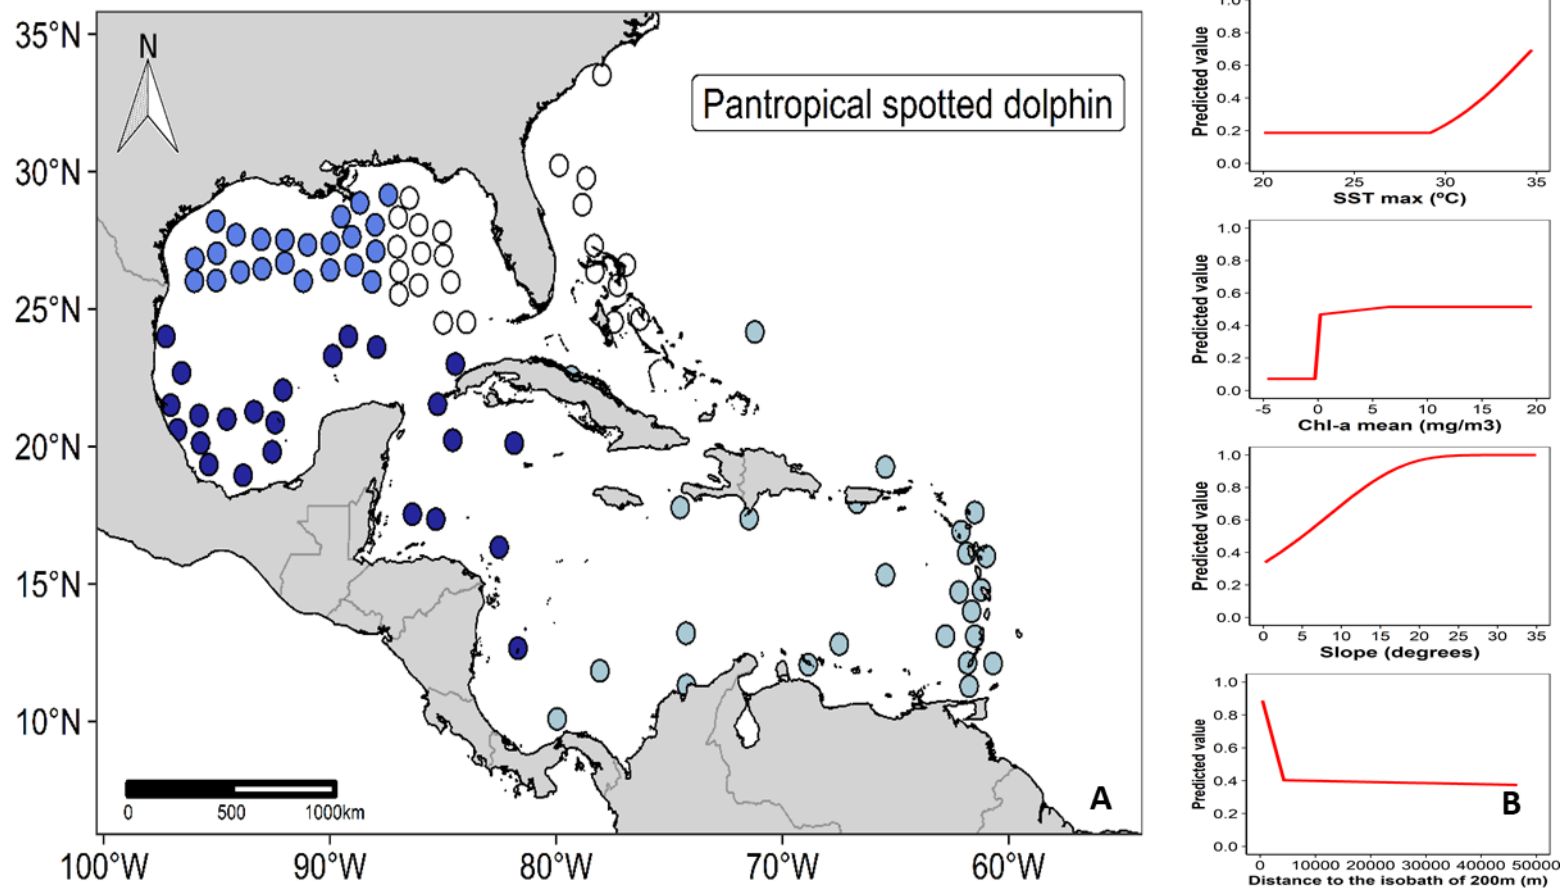 35°N
30°N
25°N
20°N
15°N
10°N
N
Pantropical spotted dolphin
A
0 500 1000km
100°W 90°W 80°W 70°W 60°W
Predicted value
1.0
0.8
0.6
0.4
0.2
0.0
20 25 30 35
SST max (ºC)
Predicted value
1.0
0.8
0.6
0.4
0.2
0.0
-5 0 5 10 15 20
Chl-a mean (mg/m3)
Predicted value
1.0
0.8
0.6
0.4
0.2
0.0
0 5 10 15 20 25 30 35
Slope (degrees)
Predicted value
1.0
0.8
0.6
0.4
0.2
0.0
B
0 10000 20000 30000 40000 50000
Distance to the isobath of 200m (m)